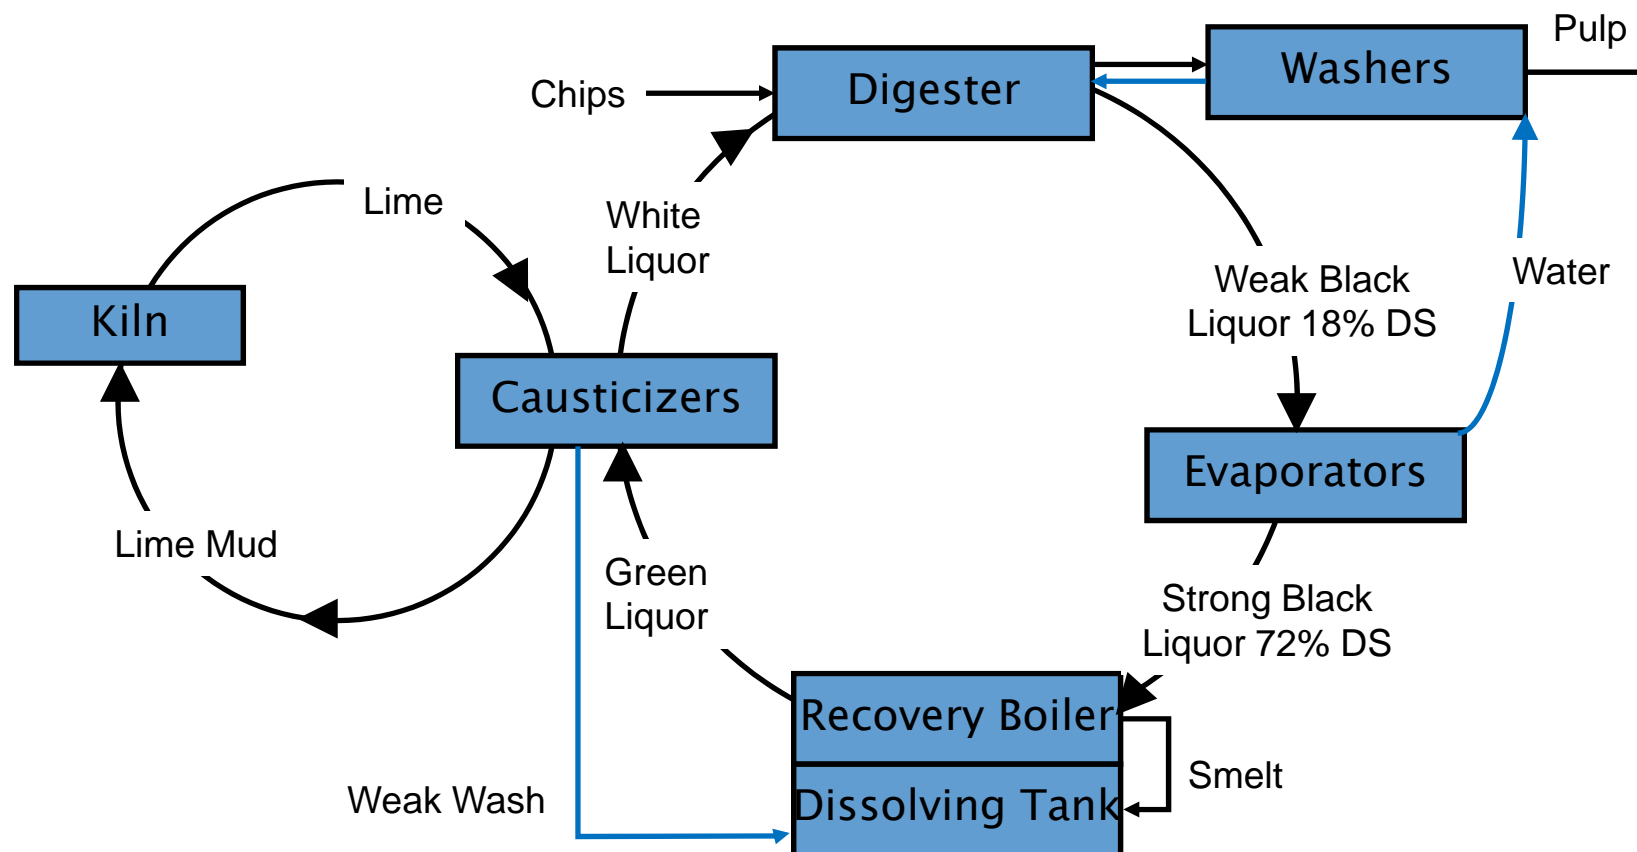 Pulp
Washers
Digester
Chips
Lime
White
Liquor
Weak Black
Liquor 18% DS
Water
Kiln
Causticizers
Evaporators
Lime Mud
Green
Liquor
Strong Black
Liquor 72% DS
Recovery Boiler
Smelt
Weak Wash
Dissolving Tank